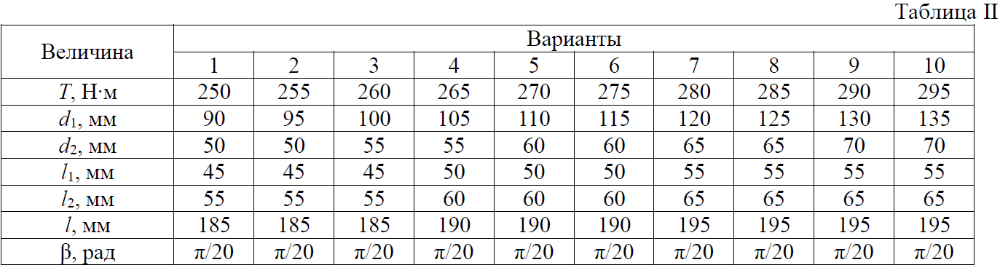 Таблица II
Величина Варианты
1 2 3 4 5 6 7 8 9 10
T, Н·м 250 255 260 265 270 275 280 285 290 295
d1, мм 90 95 100 105 110 115 120 125 130 135
d2, мм 50 50 55 55 60 60 65 65 70 70
l1, мм 45 45 45 50 50 50 55 55 55 55
l2, мм 55 55 55 60 60 60 65 65 65 65
l, мм 185 185 185 190 190 190 195 195 195 195
β, рад π/20 π/20 π/20 π/20 π/20 π/20 π/20 π/20 π/20 π/20